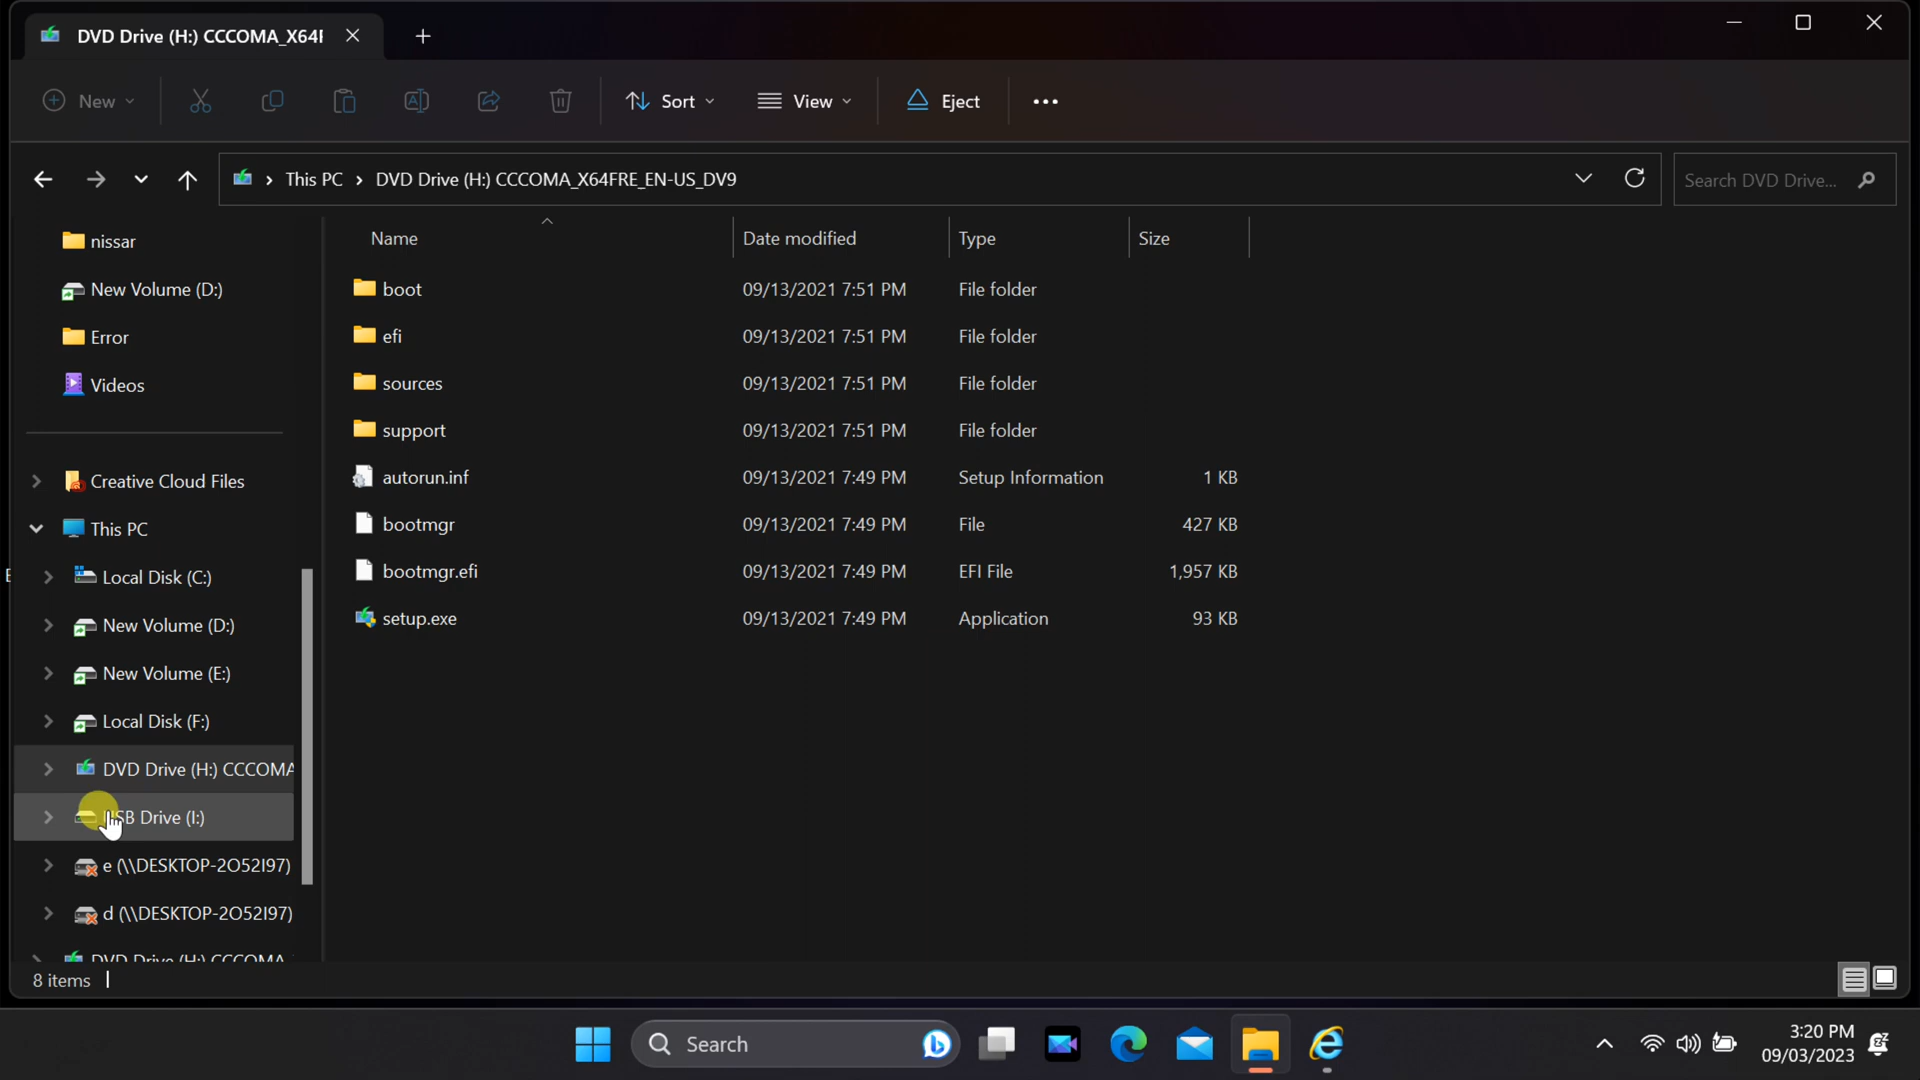 DVD Drive (H:) CCCOMA_X64F
New
Sort
View
Eject
This PC
DVD Drive (H:) CCCOMA_X64FRE_EN-US_DV9
Search DVD Drive...
nissar
New Volume (D:)
Error
Videos
Creative Cloud Files
This PC
Local Disk (C:)
New Volume (D:)
New Volume (E:)
Local Disk (F:)
DVD Drive (H:) CCCOMA
USB Drive (I:)
e (\\DESKTOP-2O52I97)
d (\\DESKTOP-2O52I97)
DVD Drive (H:) CCCOMA
Name Date modified Type Size
boot 09/13/2021 7:51 PM File folder
efi 09/13/2021 7:51 PM File folder
sources 09/13/2021 7:51 PM File folder
support 09/13/2021 7:51 PM File folder
autorun.inf 09/13/2021 7:49 PM Setup Information 1 KB
bootmgr 09/13/2021 7:49 PM File 427 KB
bootmgr.efi 09/13/2021 7:49 PM EFI File 1,957 KB
setup.exe 09/13/2021 7:49 PM Application 93 KB
8 items
Search
3:20 PM
09/03/2023